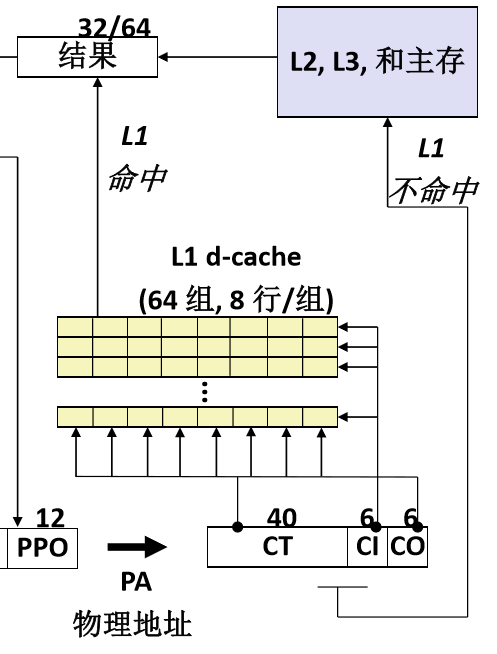 32/64
结果
L2, L3, 和主存
L1
命中
L1
不命中
L1 d-cache
(64 组, 8 行/组)
12
PPO
40
6
6
CT
CI
CO
PA
物理地址